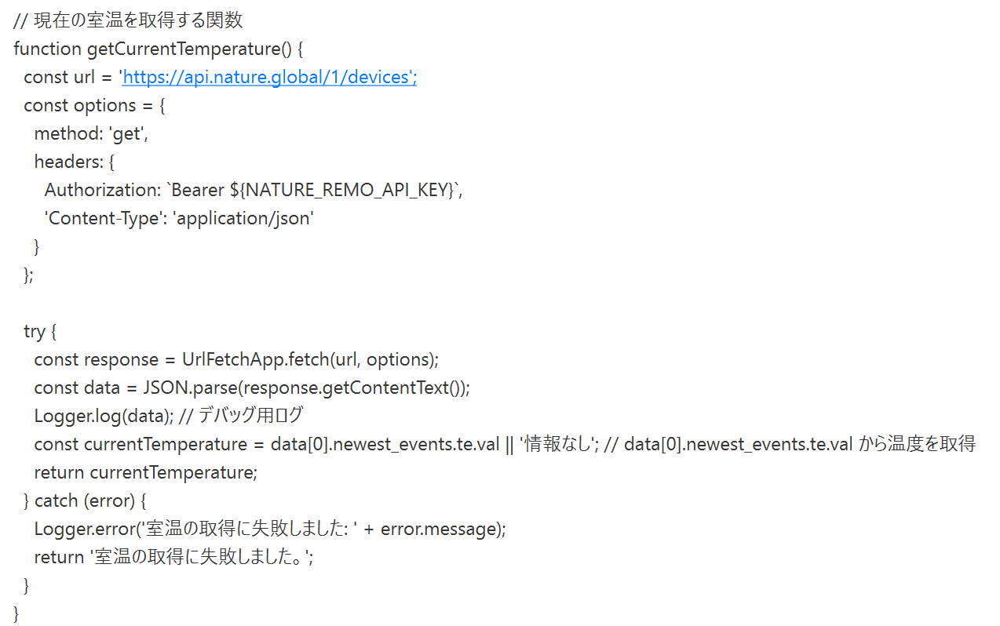 // 現在の室温を取得する関数
function getCurrentTemperature() {
  const url = 'https://api.nature.global/1/devices';
  const options = {
    method: 'get',
    headers: {
      Authorization: `Bearer ${NATURE_REMO_API_KEY}`,
      'Content-Type': 'application/json'
    }
  };

  try {
    const response = UrlFetchApp.fetch(url, options);
    const data = JSON.parse(response.getContentText());
    Logger.log(data); // デバッグ用ログ
    const currentTemperature = data[0].newest_events.te.val || '情報なし'; // data[0].newest_events.te.val から温度を取得
    return currentTemperature;
  } catch (error) {
    Logger.error('室温の取得に失敗しました: ' + error.message);
    return '室温の取得に失敗しました。';
  }
}